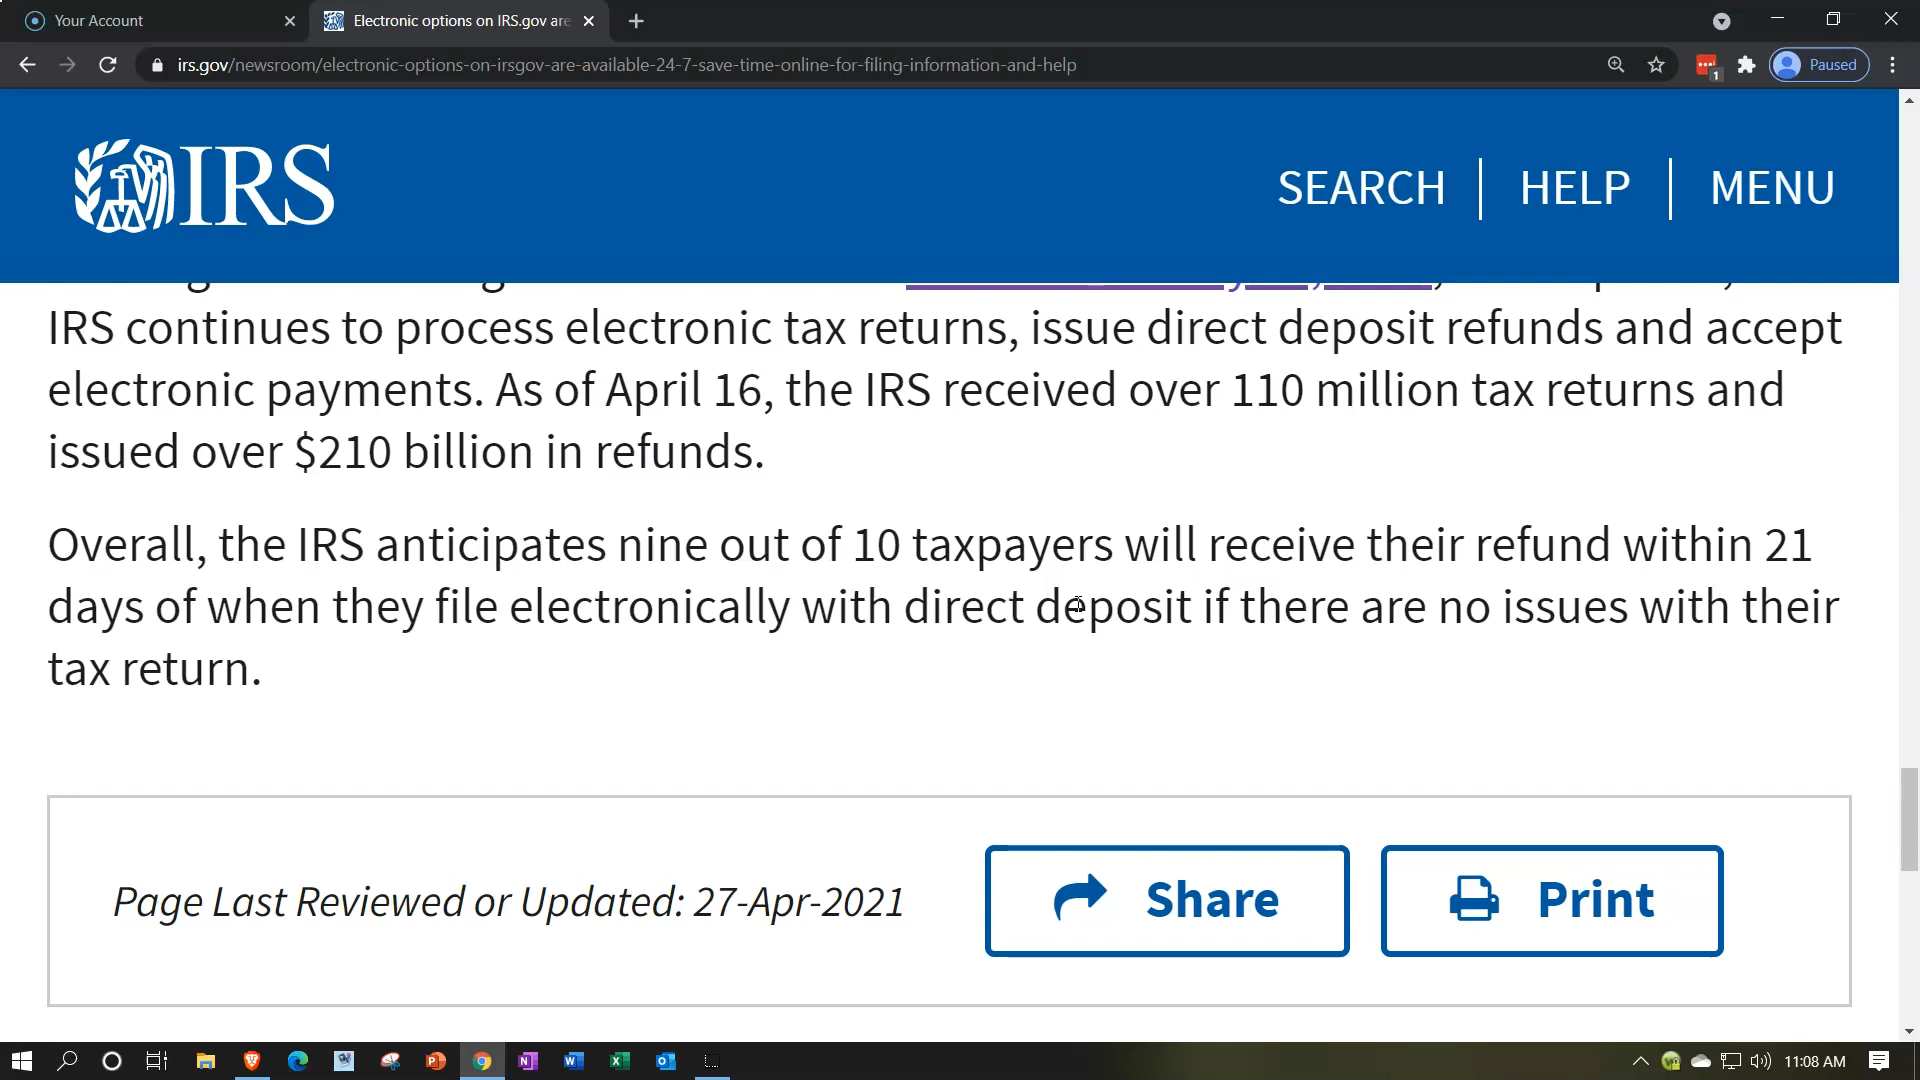 Your Account
Electronic options on IRS.gov are
irs.gov/newsroom/electronic-options-on-irsgov-are-available-24-7-save-time-online-for-filing-information-and-help
1
Paused
IRS
SEARCH
HELP
MENU
IRS continues to process electronic tax returns, issue direct deposit refunds and accept
electronic payments. As of April 16, the IRS received over 110 million tax returns and
issued over $210 billion in refunds.
Overall, the IRS anticipates nine out of 10 taxpayers will receive their refund within 21
days of when they file electronically with direct deposit if there are no issues with their
tax return.
Page Last Reviewed or Updated: 27-Apr-2021
Share
Print
11:08 AM